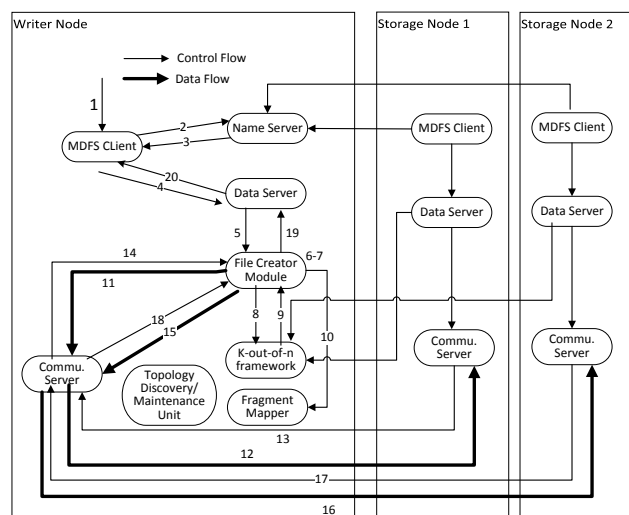 Writer Node
Storage Node 1
Storage Node 2
Control Flow
Data Flow
1
2
3
Name Server
MDFS CLient
MDFS Client
MDFS Client
20
4
Data Server
Data Server
Data Server
5
19
14
6-7
File Creator
Module
11
18
15
8
9
10
K-out-of-n
framework
Commu.
Server
Commu.
Server
Commu.
Server
Topology
Discovery/
Maintenance
Unit
Fragment
Mapper
13
12
17
16